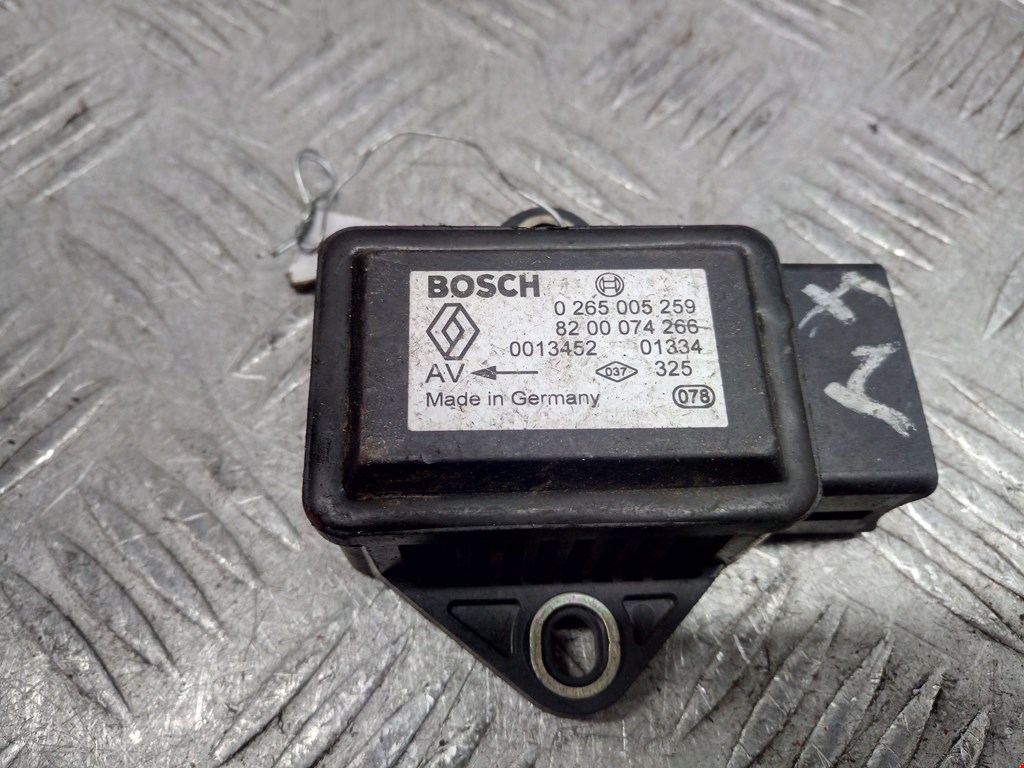 BOSCH
0 265 005 259
82 00 074 266
0013452 01334
AV 037 325
Made in Germany 078